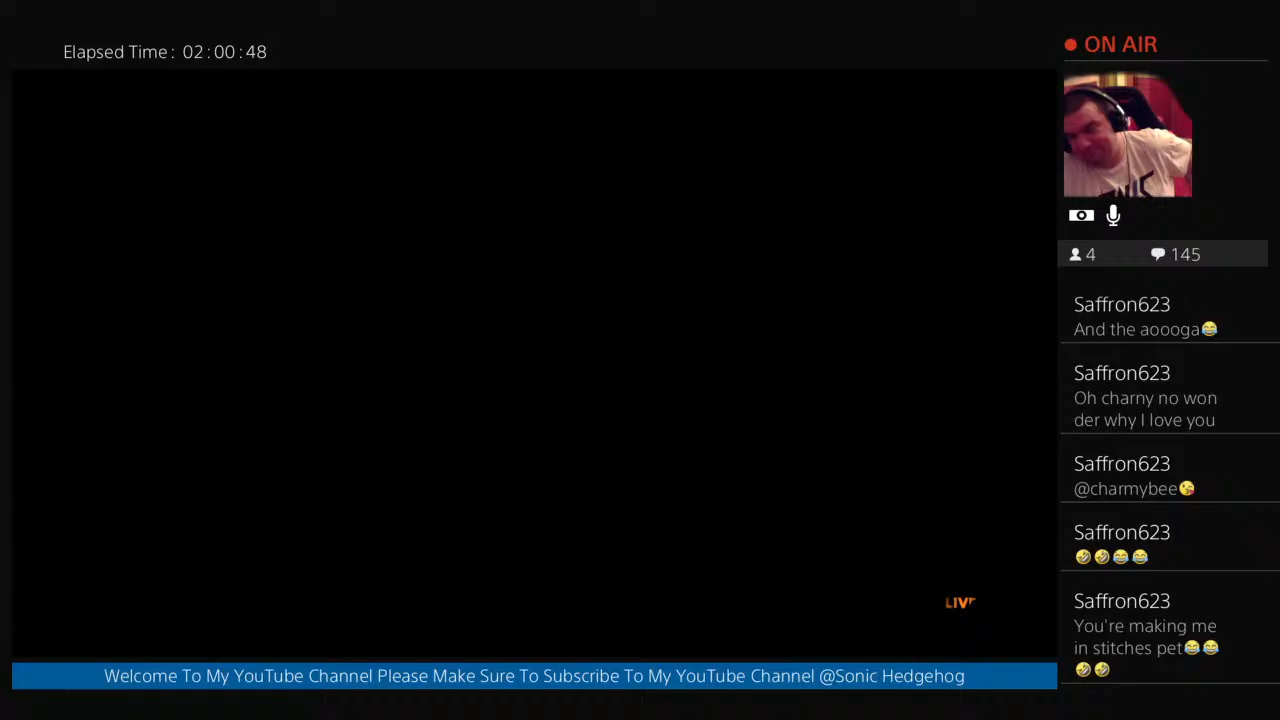 Elapsed Time: 02:00:48
ON AIR
4 145
Saffron623
And the aoooga😂
Saffron623
Oh charny no won
der why I love you
Saffron623
@charmybee😘
Saffron623
🤣🤣😂😂
Saffron623
You're making me
in stitches pet😂😂
🤣🤣
LIVE
Welcome To My YouTube Channel Please Make Sure To Subscribe To My YouTube Channel @Sonic Hedgehog